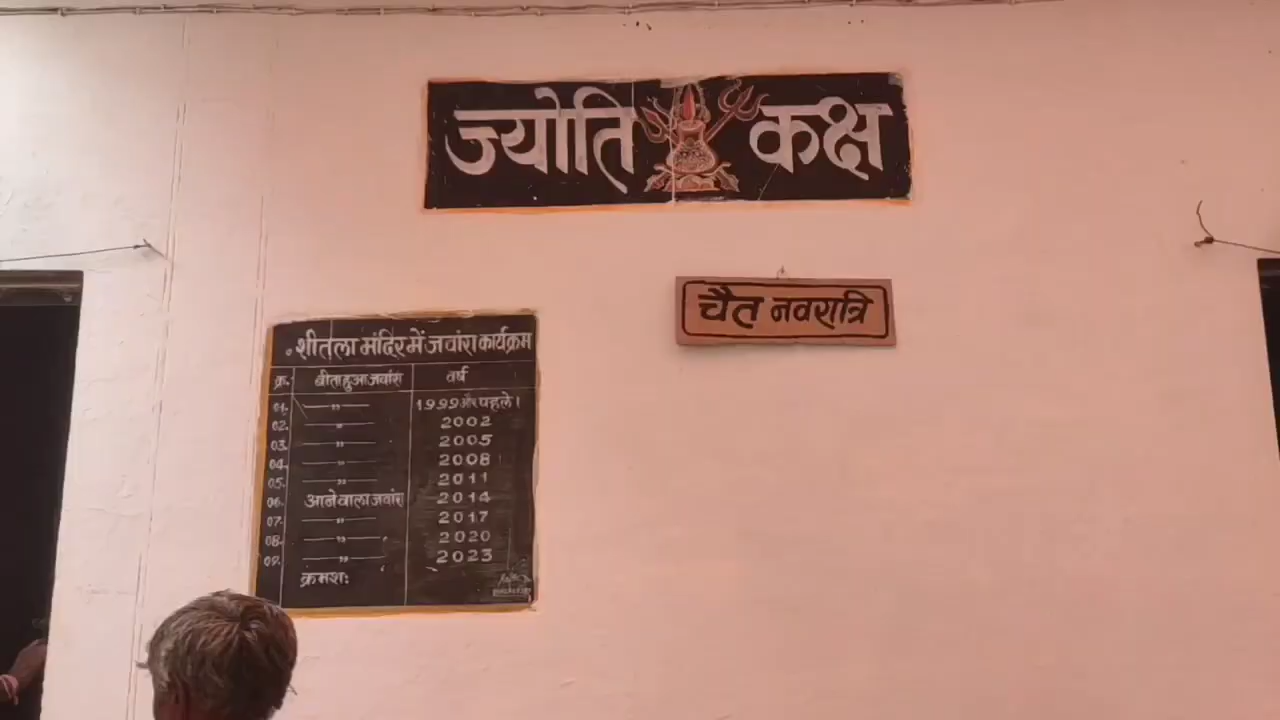 ज्योति कक्ष
चैत नवरात्रि
शीतला मंदिर में जवांरा कार्यक्रम
क्र. बीता हुआ जवांरा वर्ष
01. —— " —— 1999 और पहले।
02. —— " —— 2002
03. —— " —— 2005
04. —— " —— 2008
05. —— " —— 2011
06. आने वाला जवांरा 2014
07. —— " —— 2017
08. —— " —— 2020
09. —— " —— 2023
क्रमश: